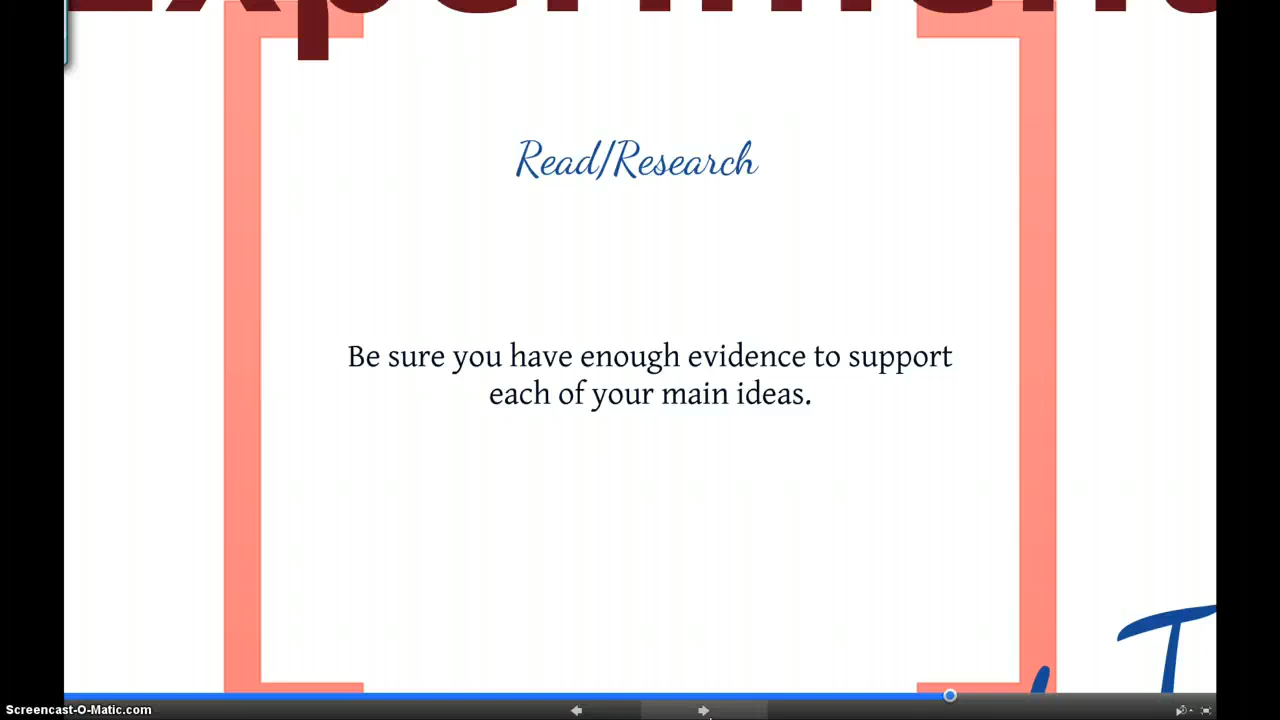 Read/Research
Be sure you have enough evidence to support
each of your main ideas.
Screencast-O-Matic.com